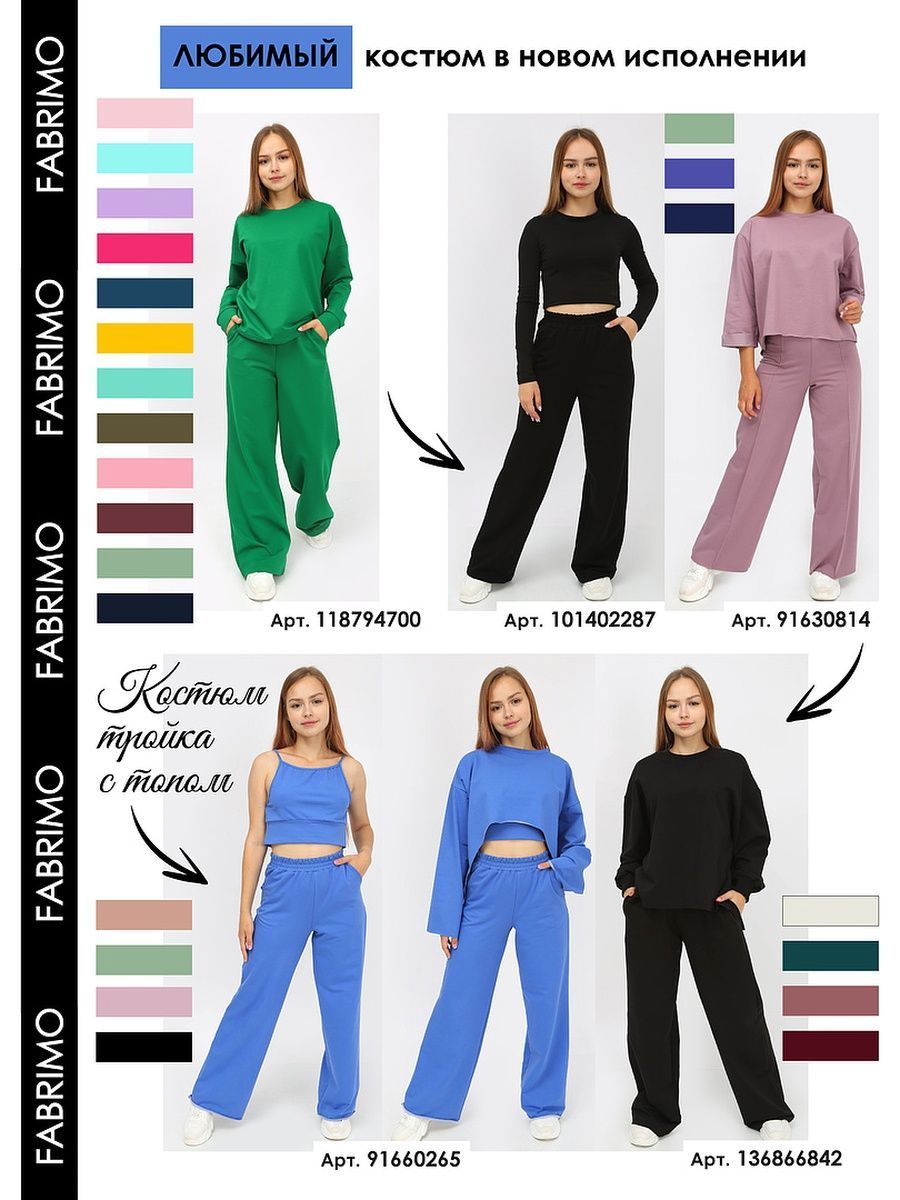 ЛЮБИМЫЙ костюм в новом исполнении
FABRIMO
FABRIMO
FABRIMO
FABRIMO
FABRIMO
Арт. 118794700
Арт. 101402287
Арт. 91630814
Костюм
тройка
с топом
Арт. 91660265
Арт. 136866842